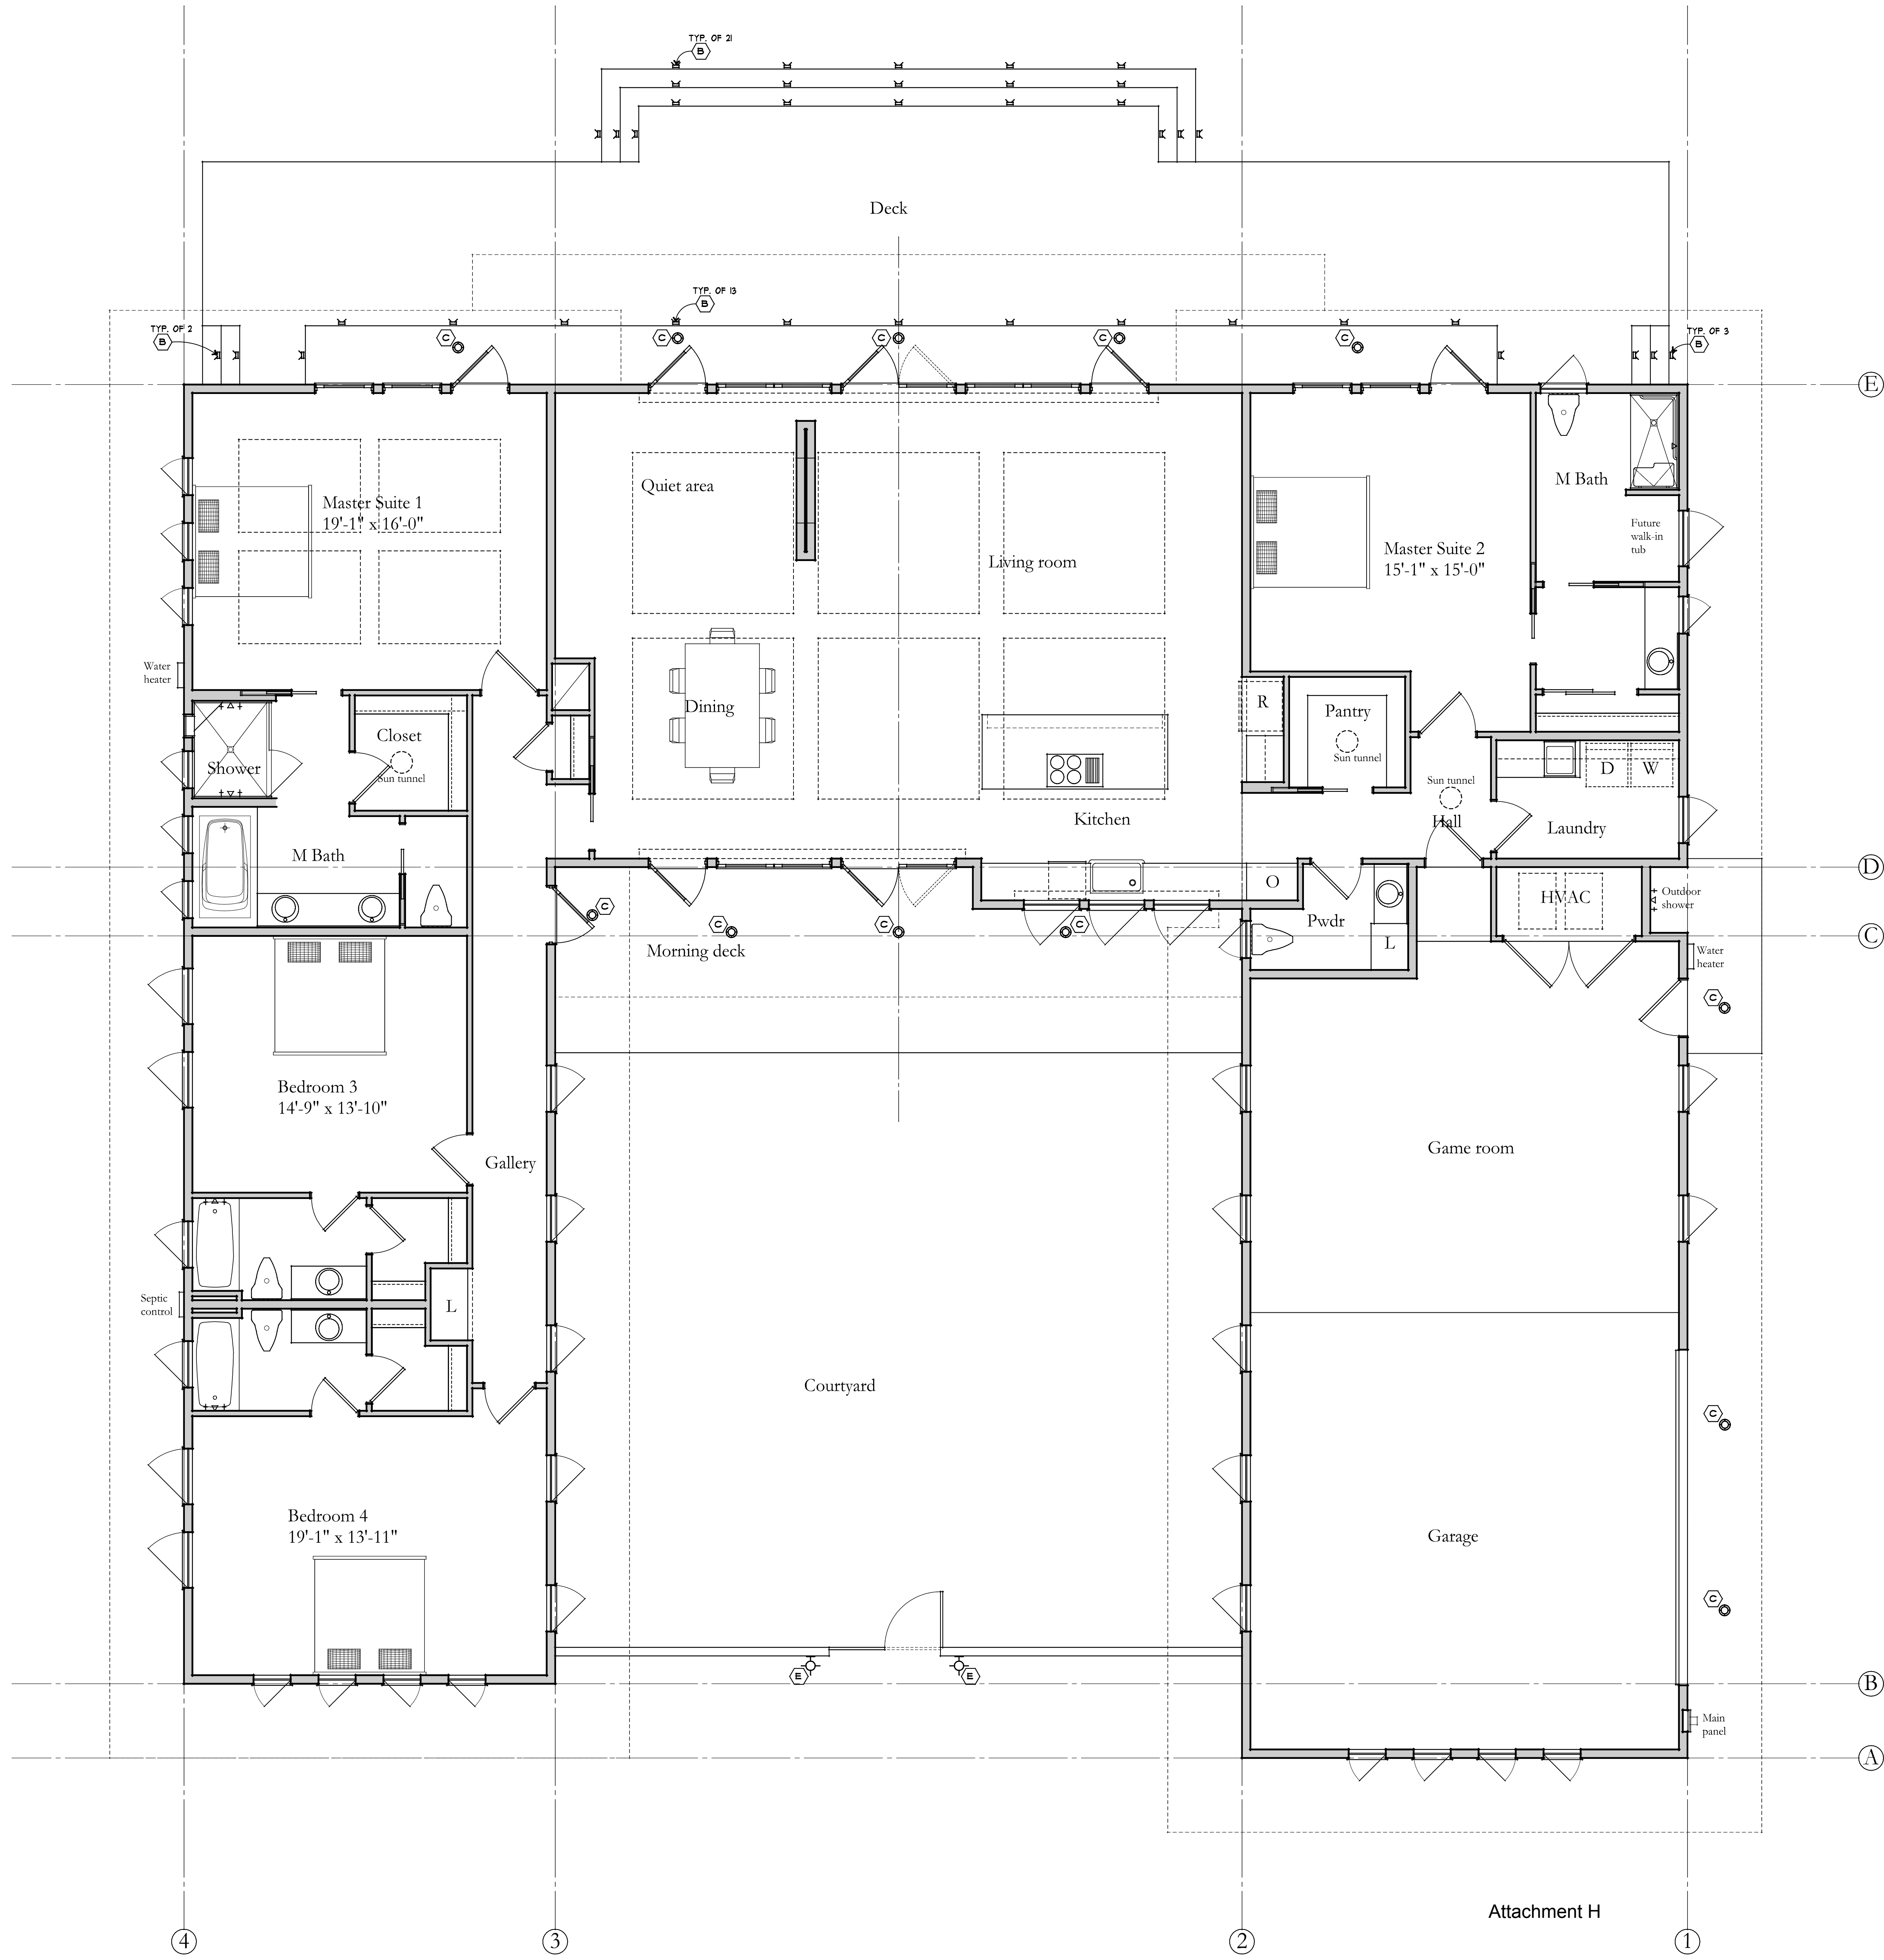 TYP. OF 21
B
Deck
TYP. OF 13
B
TYP. OF 2
B
C
C
C
C
C
TYP. OF 3
B
E
Quiet area
M Bath
Master Suite 1
19'-1" x 16'-0"
Future
walk-in
tub
Living room
Master Suite 2
15'-1" x 15'-0"
Water
heater
R
Dining
Pantry
Closet
Sun tunnel
Shower
Sun tunnel
D
W
Sun tunnel
Kitchen
Hall
Laundry
M Bath
D
O
HVAC
Outdoor
shower
C
C
C
C
Pwdr
C
L
Morning deck
Water
heater
C
Bedroom 3
14'-9" x 13'-10"
Game room
Gallery
Septic
control
L
Courtyard
C
Bedroom 4
19'-1" x 13'-11"
Garage
C
E
E
B
Main
panel
A
Attachment H
4
3
2
1